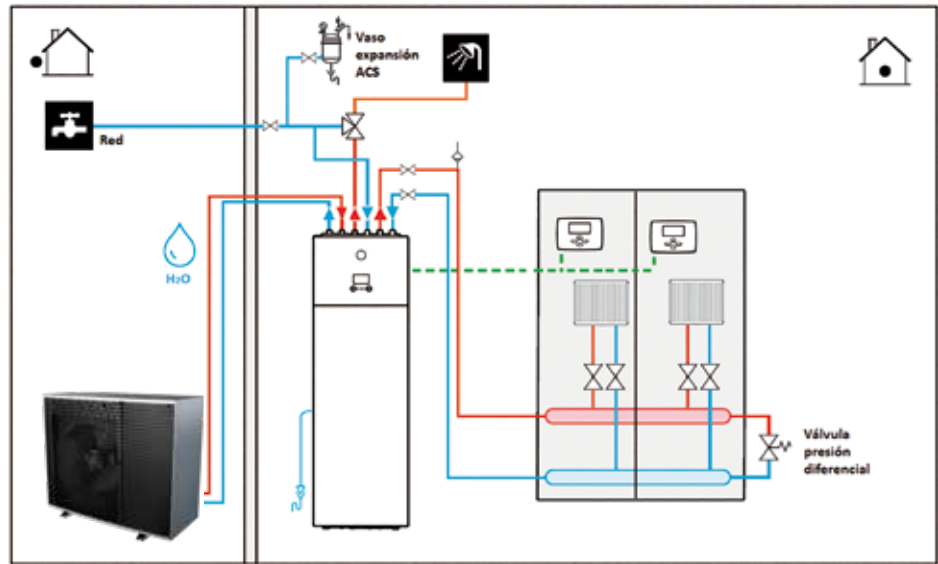 Vaso
expansión
ACS
Red
H₂O
Válvula
presión
diferencial